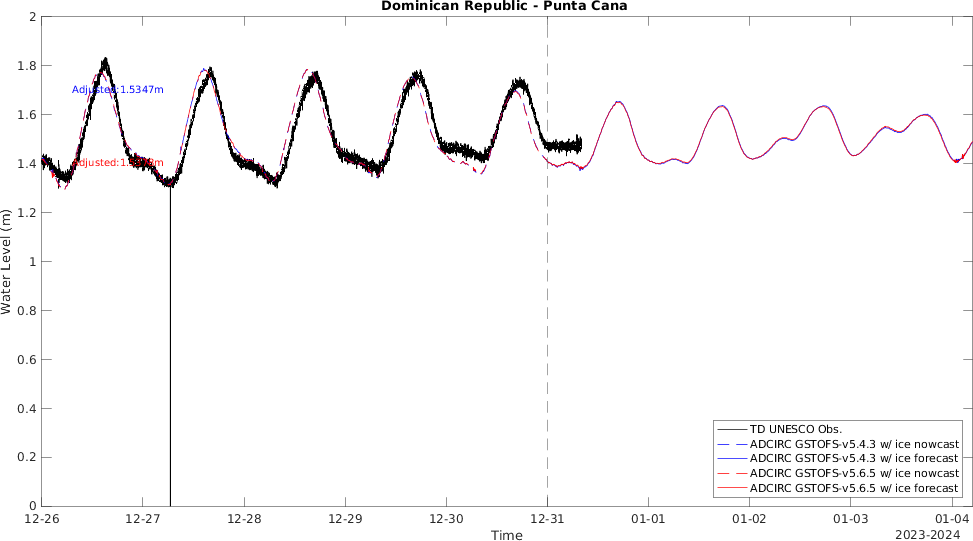 Dominican Republic - Punta Cana
2
1.8
1.6
1.4
1.2
1
0.8
0.6
0.4
0.2
0
Water Level (m)
Adjusted:1.5347m
TD UNESCO Obs.
ADCIRC GSTOFS-v5.4.3 w/ ice nowcast
ADCIRC GSTOFS-v5.4.3 w/ ice forecast
ADCIRC GSTOFS-v5.6.5 w/ ice nowcast
ADCIRC GSTOFS-v5.6.5 w/ ice forecast
12-26 12-27 12-28 12-29 12-30 12-31 01-01 01-02 01-03 01-04
Time
2023-2024